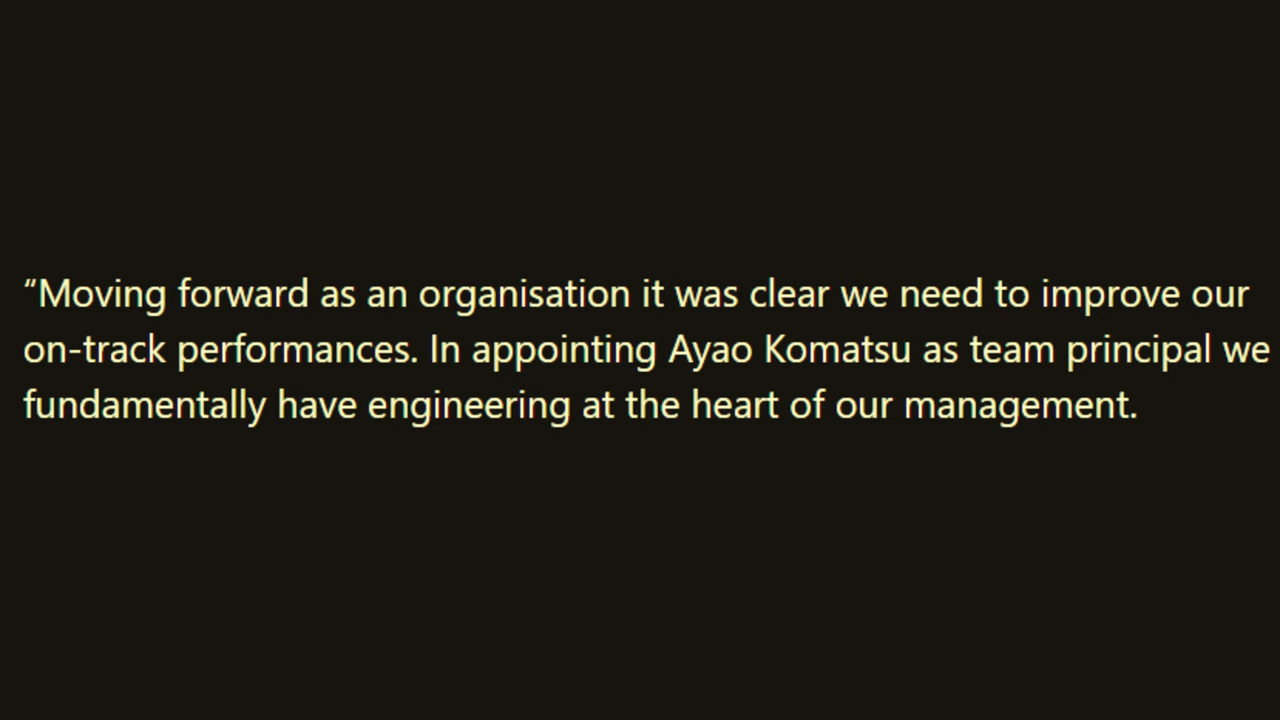 “Moving forward as an organisation it was clear we need to improve our
on-track performances. In appointing Ayao Komatsu as team principal we
fundamentally have engineering at the heart of our management.